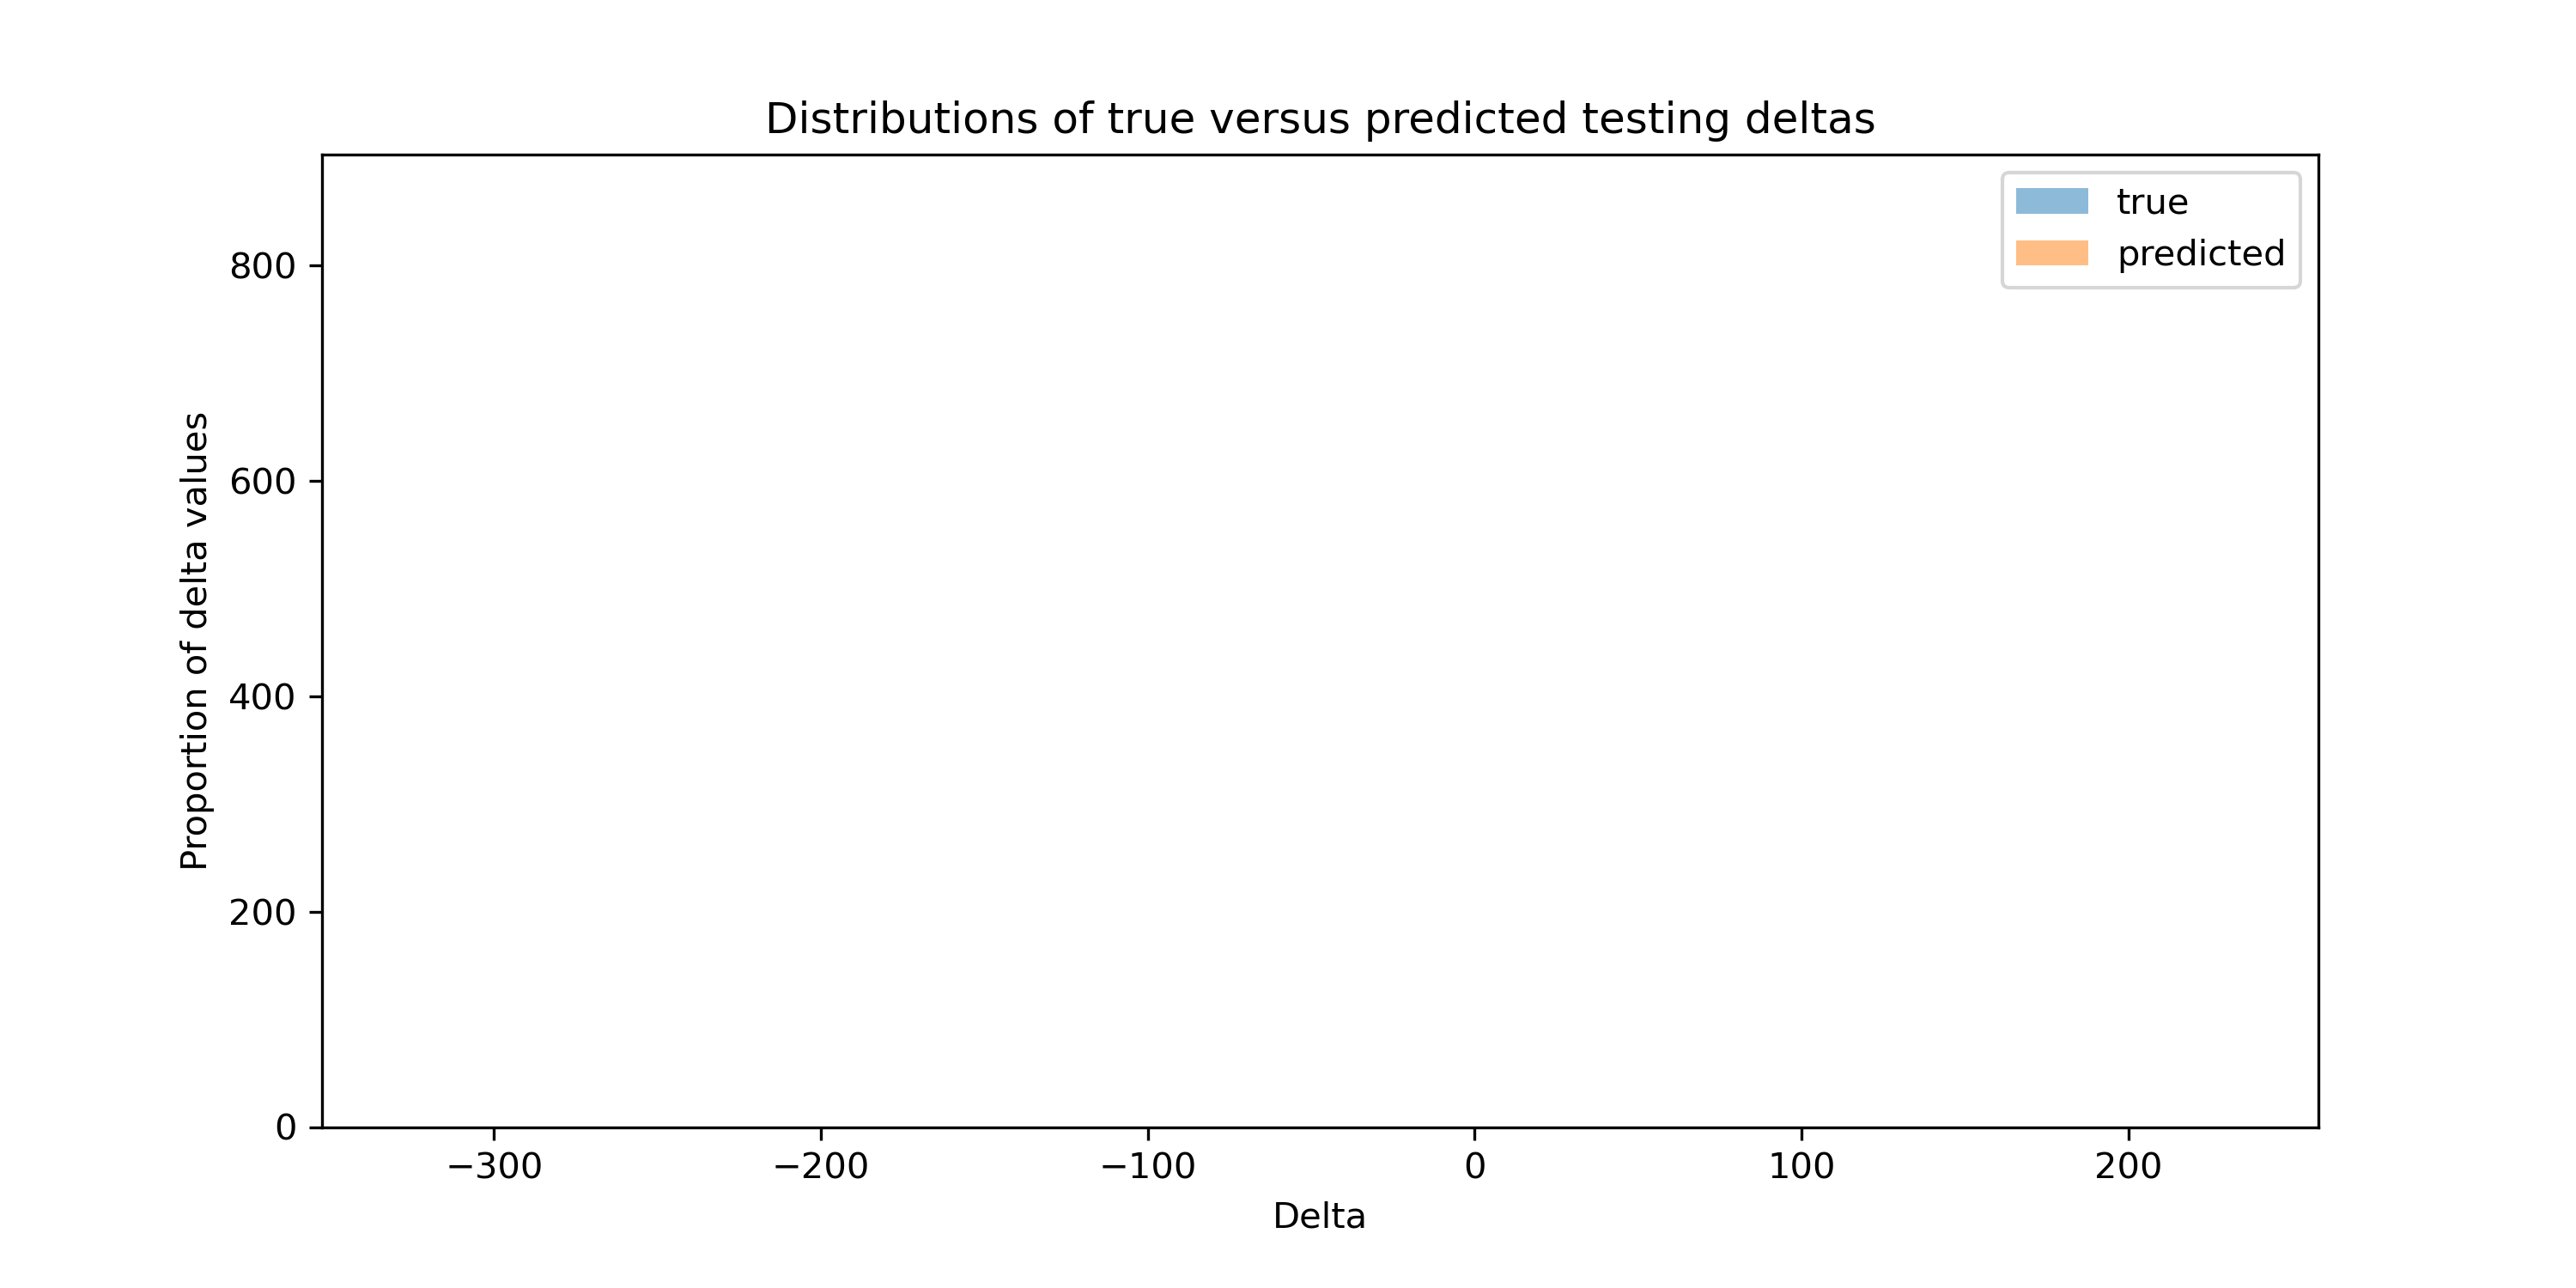 Distributions of true versus predicted testing deltas
true
predicted
Proportion of delta values
800
600
400
200
0
−300
−200
−100
0
100
200
Delta